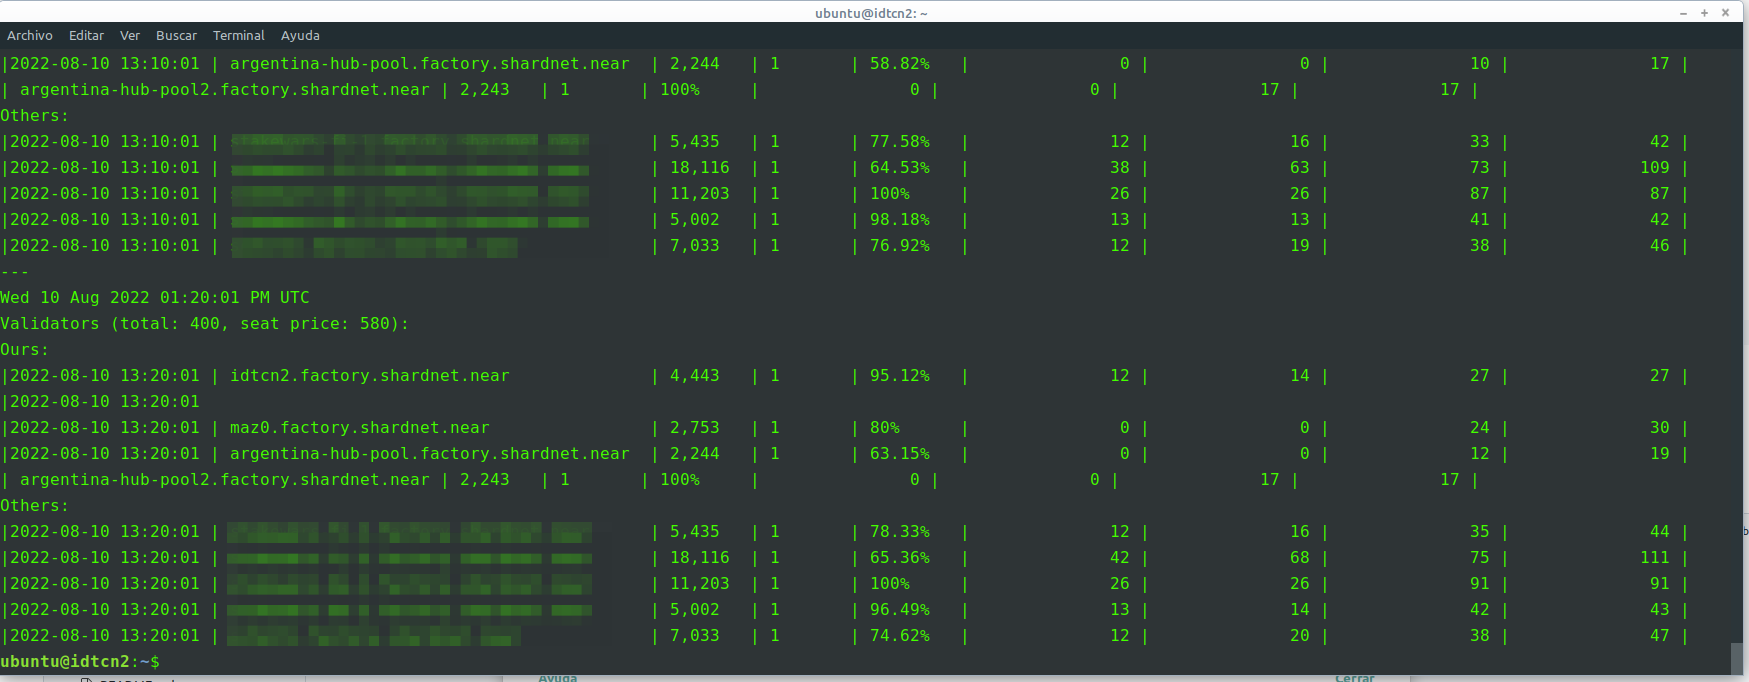 ubuntu@idtcn2: ~
Archivo Editar Ver Buscar Terminal Ayuda
|2022-08-10 13:10:01 | argentina-hub-pool.factory.shardnet.near | 2,244 | 1 | 58.82% | 0 | 0 | 10 | 17 |
| argentina-hub-pool2.factory.shardnet.near | 2,243 | 1 | 100% | 0 | 0 | 17 | 17 |
Others:
|2022-08-10 13:10:01 | | 5,435 | 1 | 77.58% | 12 | 16 | 33 | 42 |
|2022-08-10 13:10:01 | | 18,116 | 1 | 64.53% | 38 | 63 | 73 | 109 |
|2022-08-10 13:10:01 | | 11,203 | 1 | 100% | 26 | 26 | 87 | 87 |
|2022-08-10 13:10:01 | | 5,002 | 1 | 98.18% | 13 | 13 | 41 | 42 |
|2022-08-10 13:10:01 | | 7,033 | 1 | 76.92% | 12 | 19 | 38 | 46 |
---
Wed 10 Aug 2022 01:20:01 PM UTC
Validators (total: 400, seat price: 580):
Ours:
|2022-08-10 13:20:01 | idtcn2.factory.shardnet.near | 4,443 | 1 | 95.12% | 12 | 14 | 27 | 27 |
|2022-08-10 13:20:01
|2022-08-10 13:20:01 | maz0.factory.shardnet.near | 2,753 | 1 | 80% | 0 | 0 | 24 | 30 |
|2022-08-10 13:20:01 | argentina-hub-pool.factory.shardnet.near | 2,244 | 1 | 63.15% | 0 | 0 | 12 | 19 |
| argentina-hub-pool2.factory.shardnet.near | 2,243 | 1 | 100% | 0 | 0 | 17 | 17 |
Others:
|2022-08-10 13:20:01 | | 5,435 | 1 | 78.33% | 12 | 16 | 35 | 44 |
|2022-08-10 13:20:01 | | 18,116 | 1 | 65.36% | 42 | 68 | 75 | 111 |
|2022-08-10 13:20:01 | | 11,203 | 1 | 100% | 26 | 26 | 91 | 91 |
|2022-08-10 13:20:01 | | 5,002 | 1 | 96.49% | 13 | 14 | 42 | 43 |
|2022-08-10 13:20:01 | | 7,033 | 1 | 74.62% | 12 | 20 | 38 | 47 |
ubuntu@idtcn2:~$
Ayuda Cerrar